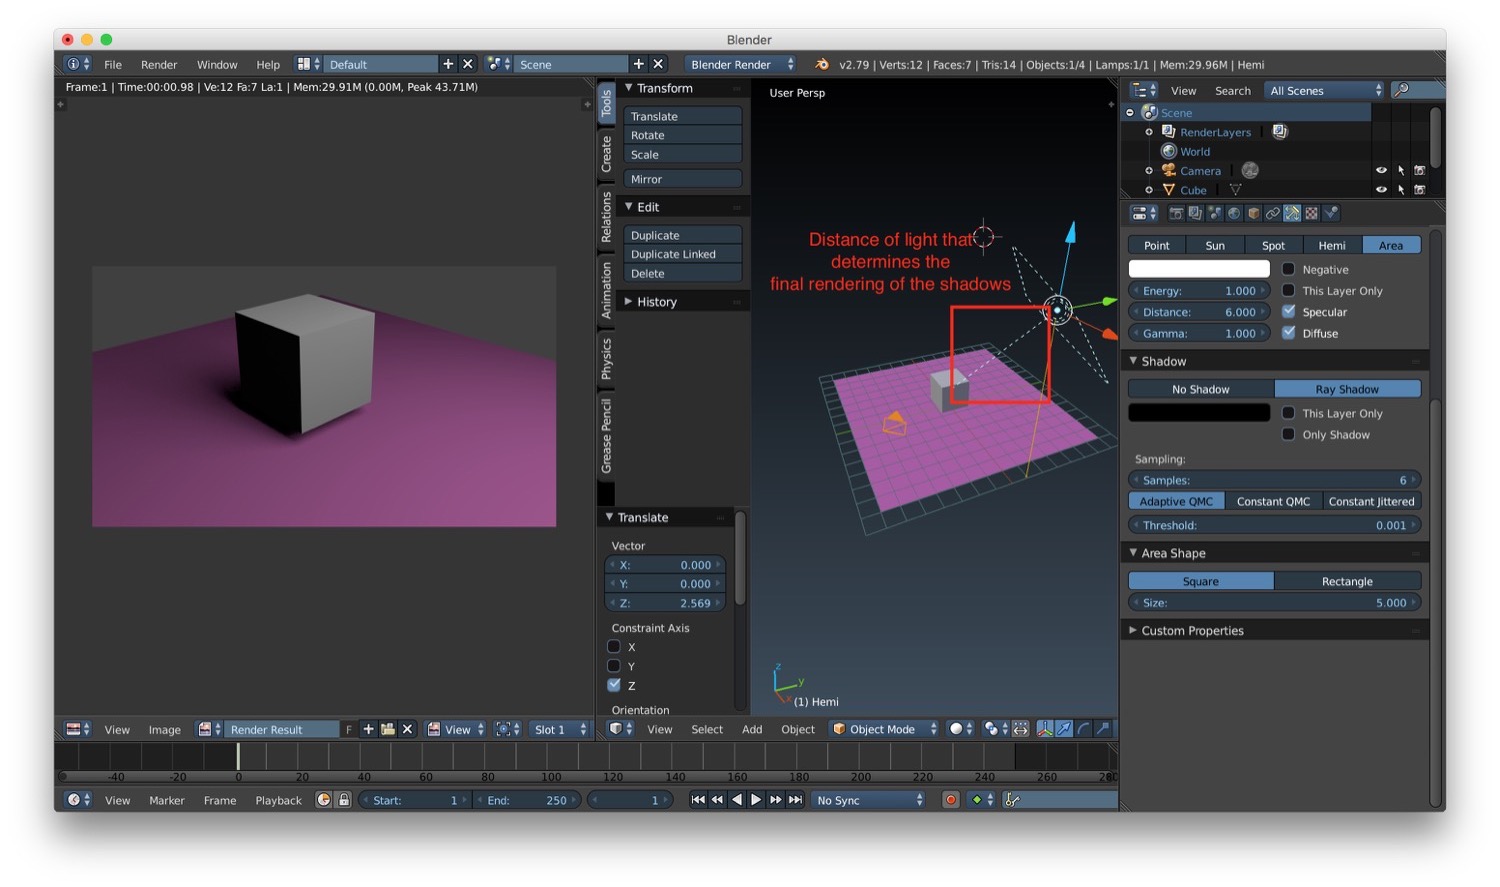 Blender
File Render Window Help Default Scene Blender Render v2.79 | Verts:12 | Faces:7 | Tris:14 | Objects:1/4 | Lamps:1/1 | Mem:29.96M | Hemi
Frame:1 | Time:00:00.98 | Ve:12 Fa:7 La:1 | Mem:29.91M (0.00M, Peak 43.71M)
Tools
Create
Relations
Animation
Physics
Grease Pencil
Transform
Translate
Rotate
Scale
Mirror
Edit
Duplicate
Duplicate Linked
Delete
History
Translate
Vector
X: 0.000
Y: 0.000
Z: 2.569
Constraint Axis
X
Y
Z
Orientation
User Persp
Distance of light that
determines the
final rendering of the shadows
z
y
x
(1) Hemi
View Search All Scenes
Scene
RenderLayers
World
Camera
Cube
Point Sun Spot Hemi Area
Negative
Energy: 1.000 This Layer Only
Distance: 6.000 Specular
Gamma: 1.000 Diffuse
Shadow
No Shadow Ray Shadow
This Layer Only
Only Shadow
Sampling:
Samples: 6
Adaptive QMC Constant QMC Constant Jittered
Threshold: 0.001
Area Shape
Square Rectangle
Size: 5.000
Custom Properties
View Image Render Result F View Slot 1
View Select Add Object Object Mode
-40 -20 0 20 40 60 80 100 120 140 160 180 200 220 240 260 280
View Marker Frame Playback Start: 1 End: 250 1 No Sync